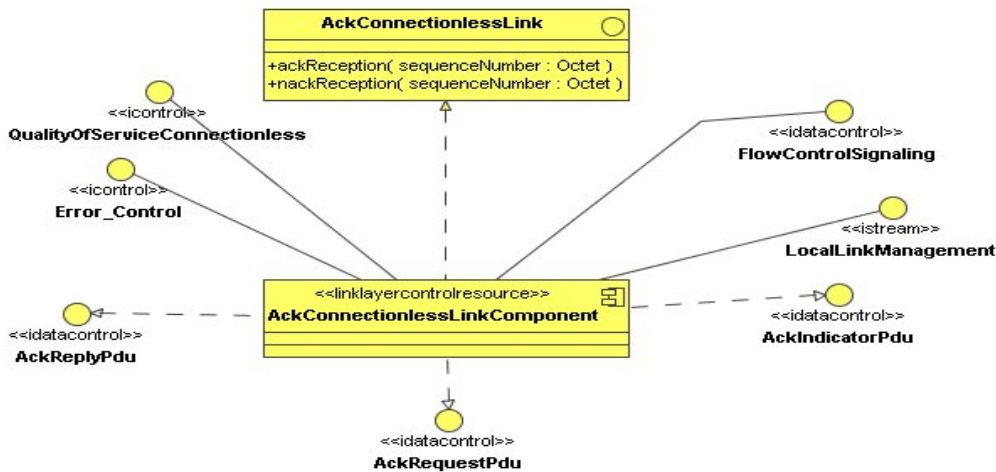 AckConnectionlessLink
+ackReception( sequenceNumber : Octet )
+nackReception( sequenceNumber : Octet )
<<icontrol>>
QualityOfServiceConnectionless
<<idatacontrol>>
FlowControlSignaling
<<icontrol>>
Error_Control
<<istream>>
LocalLinkManagement
<<linklayercontrolresource>>
AckConnectionlessLinkComponent
<<idatacontrol>>
AckReplyPdu
<<idatacontrol>>
AckIndicatorPdu
<<idatacontrol>>
AckRequestPdu